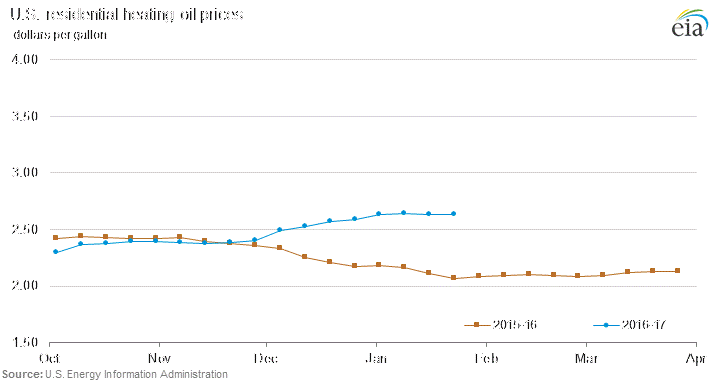 U.S. residential heating oil prices
dollars per gallon
eia
4.00
3.50
3.00
2.50
2.00
1.50
2015-16
2016-17
Oct Nov Dec Jan Feb Mar Apr
Source: U.S. Energy Information Administration